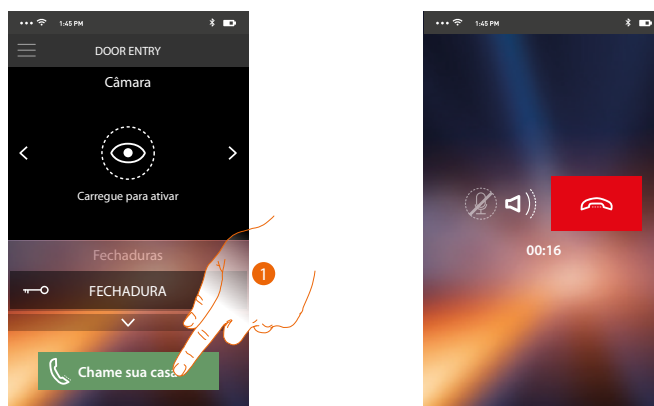 1:45 PM
DOOR ENTRY
Câmara
Carregue para ativar
Fechaduras
FECHADURA
Chame sua casa
1
1:45 PM
00:16